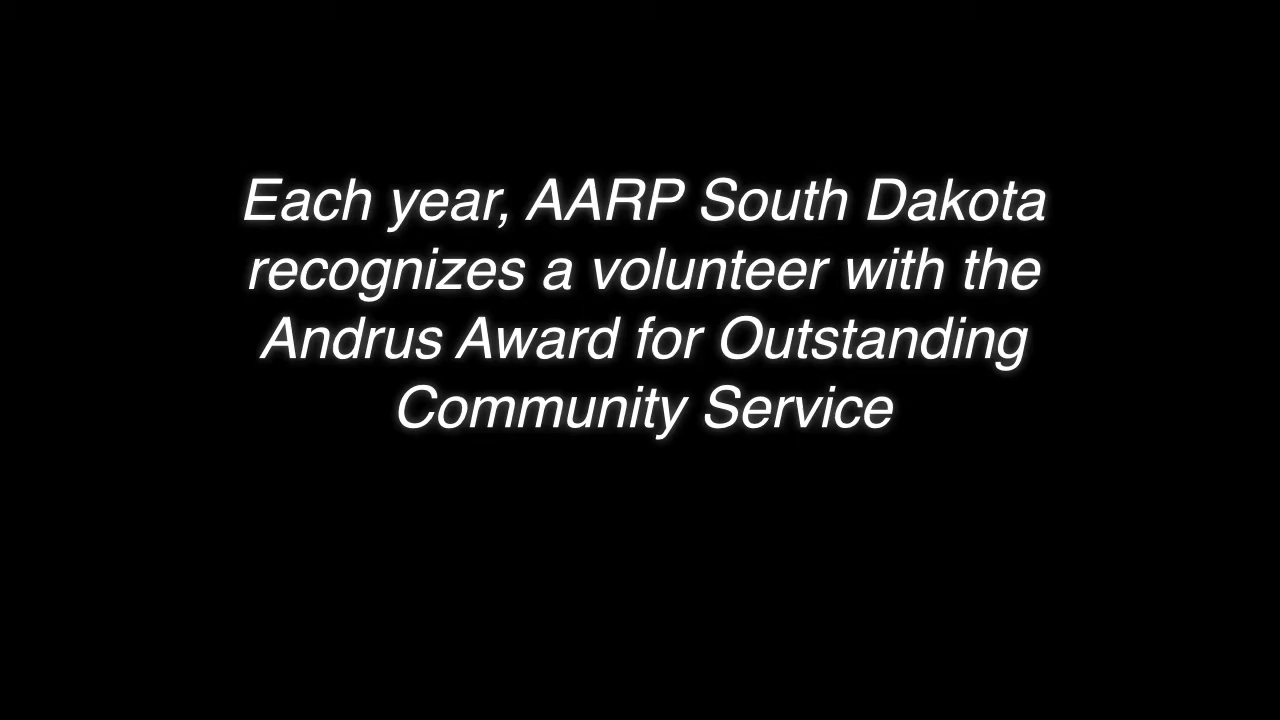 Each year, AARP South Dakota
recognizes a volunteer with the
Andrus Award for Outstanding
Community Service